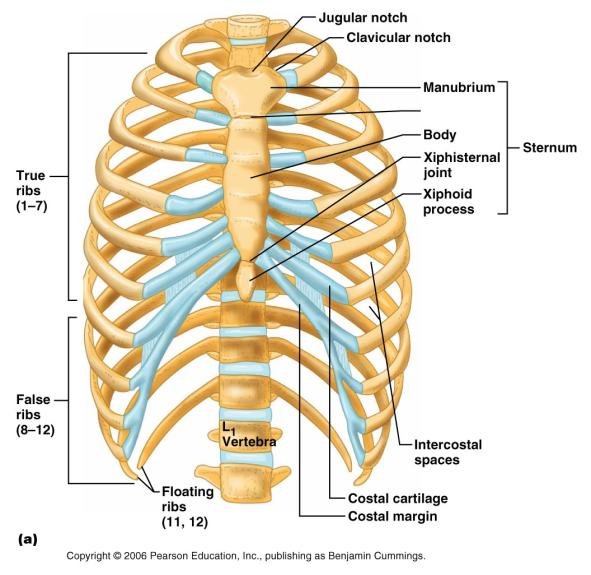 Jugular notch
Clavicular notch
Manubrium
Body
Sternum
Xiphisternal
joint
Xiphoid
process
True
ribs
(1–7)
False
ribs
(8–12)
L1
Vertebra
Intercostal
spaces
Floating
ribs
(11, 12)
Costal cartilage
Costal margin
(a)
Copyright © 2006 Pearson Education, Inc., publishing as Benjamin Cummings.